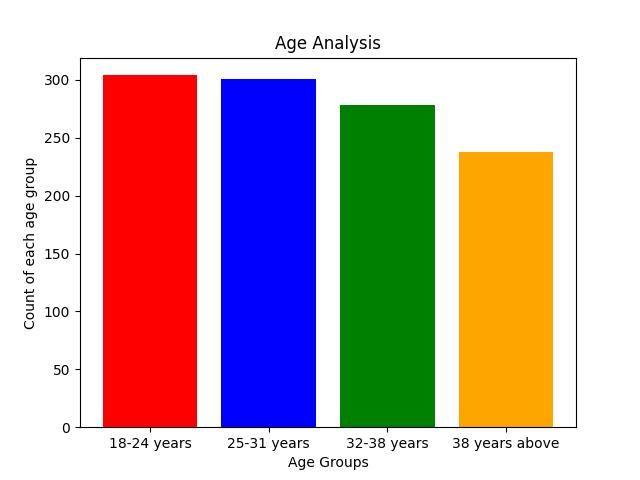 Age Analysis
Count of each age group
300
250
200
150
100
50
0
18-24 years 25-31 years 32-38 years 38 years above
Age Groups